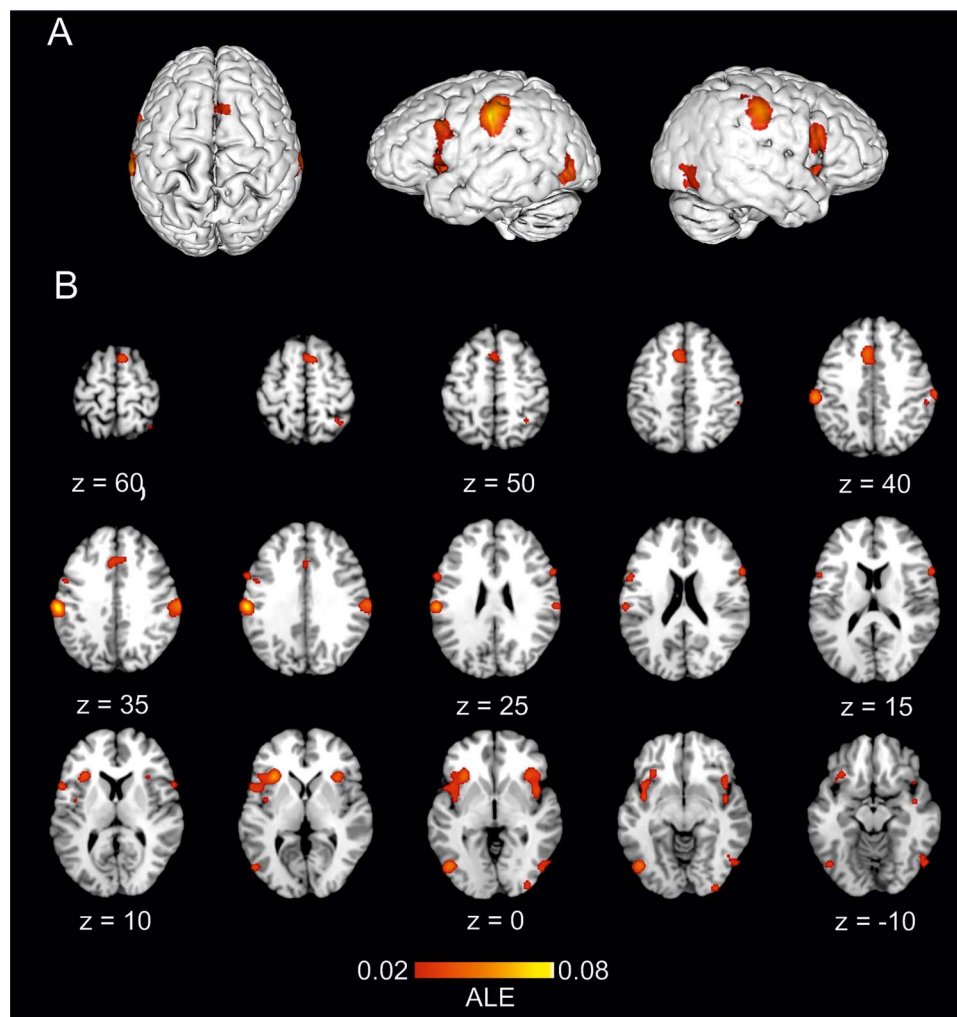 A
B
z = 60,
z = 50
z = 40
z = 35
z = 25
z = 15
z = 10
z = 0
z = -10
0.02 0.08
ALE